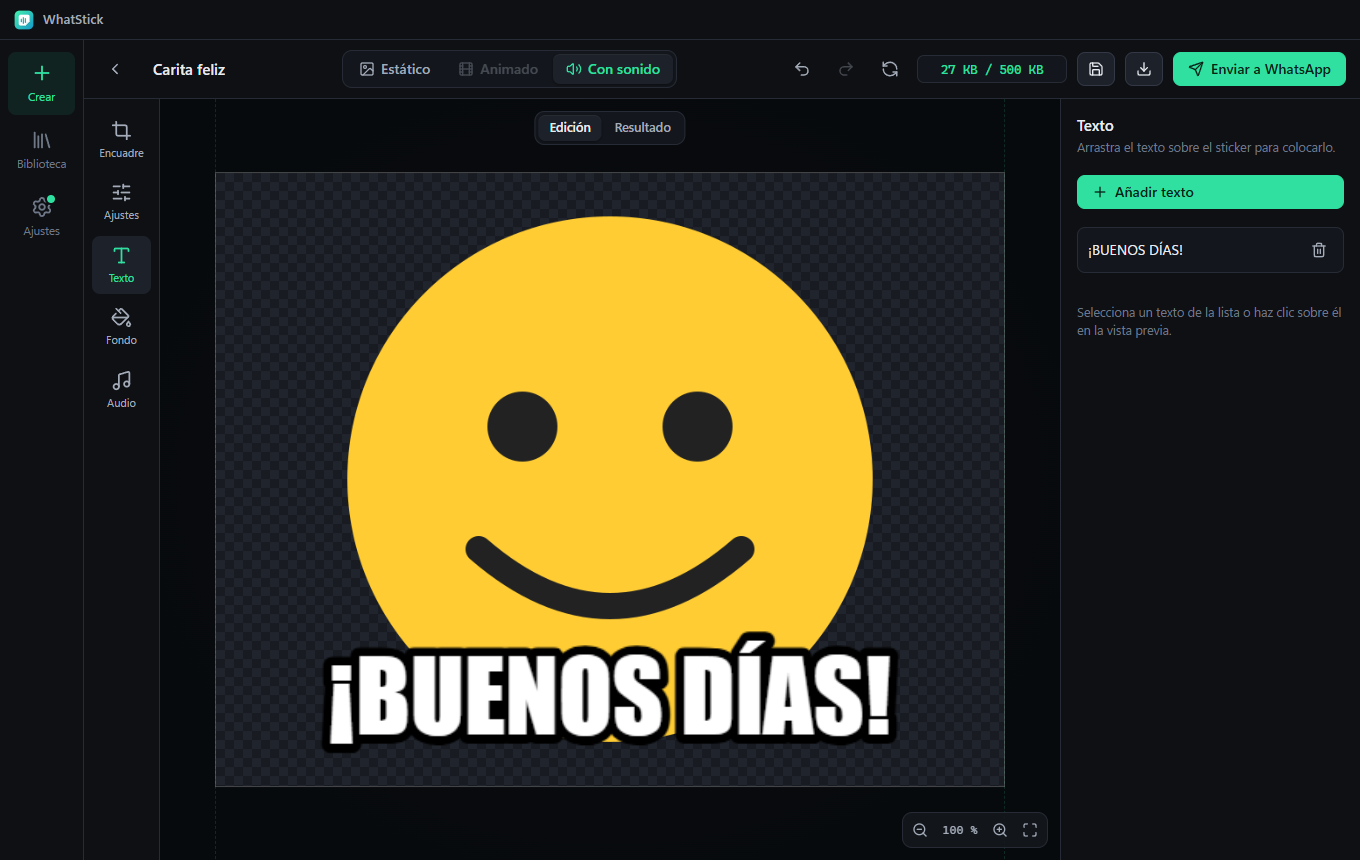 WhatStick
Crear
Biblioteca
Ajustes
Carita feliz
Estático
Animado
Con sonido
27 KB / 500 KB
Enviar a WhatsApp
Encuadre
Ajustes
Texto
Fondo
Audio
Edición
Resultado
¡BUENOS DÍAS!
100 %
Texto
Arrastra el texto sobre el sticker para colocarlo.
Añadir texto
¡BUENOS DÍAS!
Selecciona un texto de la lista o haz clic sobre él
en la vista previa.